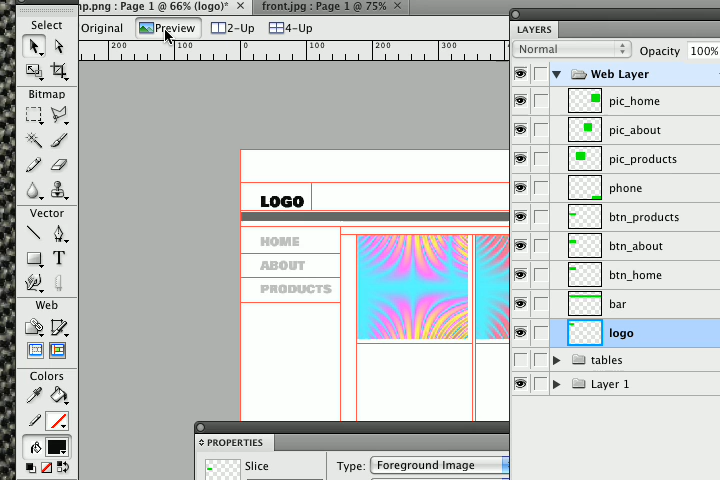 mp.png : Page 1 @ 66% (logo)*
front.jpg : Page 1 @ 75%
Original
Preview
2-Up
4-Up
200
100
0
100
200
300
Select
Bitmap
Vector
T
Web
Colors
LOGO
HOME
ABOUT
PRODUCTS
LAYERS
Normal
Opacity 100%
Web Layer
pic_home
pic_about
pic_products
phone
btn_products
btn_about
btn_home
bar
logo
tables
Layer 1
PROPERTIES
Slice
Type: Foreground Image